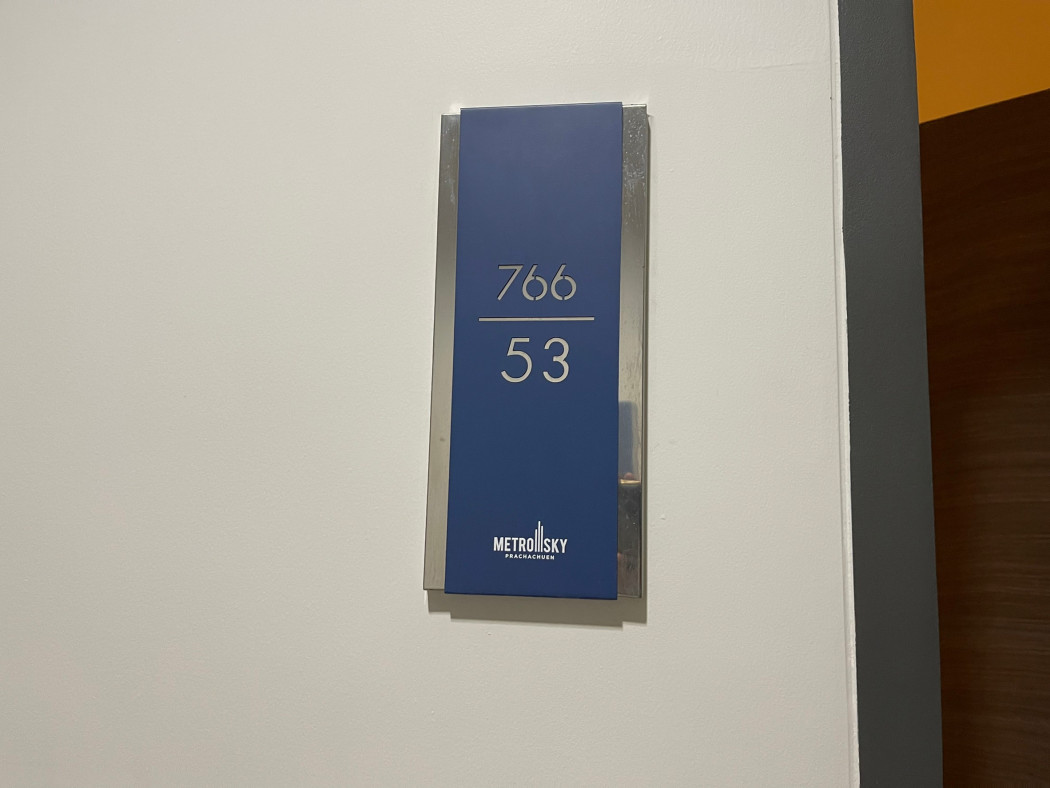 766
53
METRO SKY
PRACHACHUEN